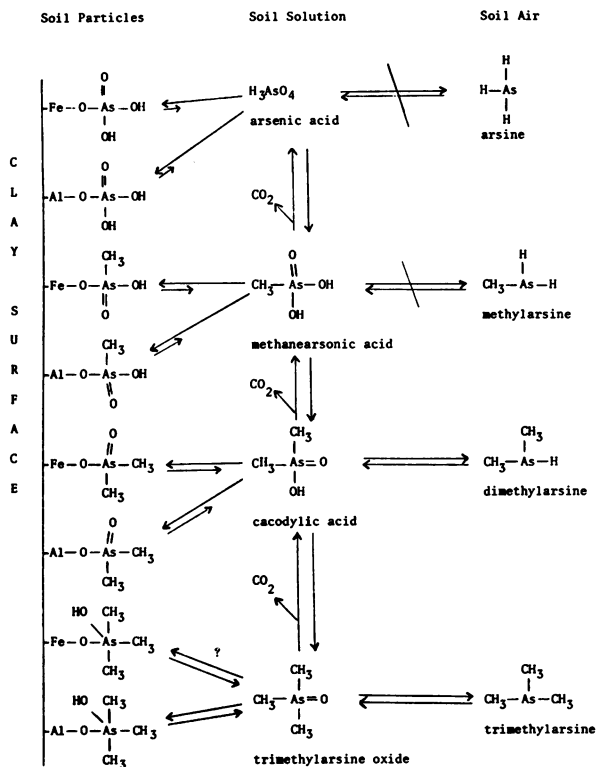 Soil Particles
Soil Solution
Soil Air
CLAY SURFACE
O
Fe-O-As-OH
OH
O
Al-O-As-OH
OH
CH3
Fe-O-As-OH
O
CH3
Al-O-As-OH
O
O
Fe-O-As-CH3
CH3
O
Al-O-As-CH3
CH3
HO CH3
Fe-O-As-CH3
CH3
?
HO CH3
Al-O-As-CH3
CH3
H3AsO4
arsenic acid
CO2
O
CH3-As-OH
OH
methanearsonic acid
CO2
CH3
CH3-As=O
OH
cacodylic acid
CO2
CH3
CH3-As=O
CH3
trimethylarsine oxide
H
H-As
H
arsine
H
CH3-As-H
methylarsine
CH3
CH3-As-H
dimethylarsine
CH3
CH3-As-CH3
trimethylarsine